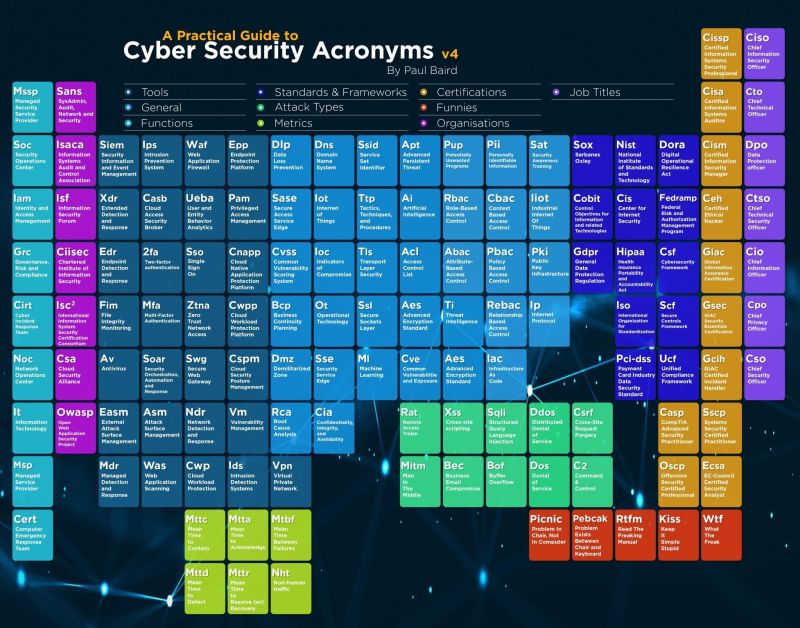 A Practical Guide to
Cyber Security Acronyms v4
By Paul Baird
Tools
Standards & Frameworks
Certifications
Job Titles
General
Attack Types
Funnies
Functions
Metrics
Organisations
Cissp
Certified
Information
Systems
Security
Professional
Ciso
Chief
Information
Security
Officer
Mssp
Managed
Security
Service
Provider
Sans
SysAdmin,
Audit,
Network and
Security
Cisa
Certified
Information
Systems
Auditor
Cto
Chief
Technical
Officer
Soc
Security
Operations
Center
Isaca
Information
Systems
Audit and
Control
Association
Siem
Security
Information
and Event
Management
Ips
Intrusion
Prevention
System
Waf
Web
Application
Firewall
Epp
Endpoint
Protection
Platform
Dlp
Data
Loss
Prevention
Dns
Domain
Name
System
Ssid
Service
Set
Identifier
Apt
Advanced
Persistent
Threat
Pup
Potentially
Unwanted
Programs
Pii
Personally
Identifiable
Information
Sat
Security
Awareness
Training
Sox
Sarbanes
Oxley
Nist
National
Institute
of Standards
and
Technology
Dora
Digital
Operational
Resilience
Act
Cism
Certified
Information
Security
Manager
Dpo
Data
Protection
officer
Iam
Identity and
Access
Management
Isf
Information
Security
Forum
Xdr
Extended
Detection
and
Response
Casb
Cloud
Access
Security
Broker
Ueba
User and
Entity
Behavior
Analytics
Pam
Privileged
Access
Management
Sase
Secure
Access
Service
Edge
Iot
Internet
of
Things
Ttp
Tactics,
Techniques,
and
Procedures
Ai
Artificial
Intelligence
Rbac
Role-Based
Access
Control
Cbac
Context
Based
Access
Control
Iiot
Industrial
Internet
Of
Things
Cobit
Control
Objectives for
Information
and related
Technologies
Cis
Center for
Internet
Security
Fedramp
Federal
Risk and
Authorization
Management
Program
Ceh
Certified
Ethical
Hacker
Ctso
Chief
Technical
Security
Officer
Grc
Governance,
Risk and
Compliance
Ciisec
Chartered
Institute of
Information
Security
Edr
Endpoint
Detection
and
Response
2fa
Two-factor
authentication
Sso
Single
Sign
On
Cnapp
Cloud
Native
Application
Protection
Platform
Cvss
Common
Vulnerability
Scoring
System
Ioc
Indicators
of
Compromise
Tls
Transport
Layer
Security
Acl
Access
Control
List
Abac
Attribute-
Based
Access
Control
Pbac
Policy
Based
Access
Control
Pki
Public
Key
Infrastructure
Gdpr
General
Data
Protection
Regulation
Hipaa
Health
Insurance
Portability
and
Accountability
Act
Csf
Cybersecurity
Framework
Giac
Global
Information
Assurance
Certification
Cio
Chief
Information
Officer
Cirt
Cyber
Incident
Response
Team
Isc²
International
Information
System
Security
Certification
Consortium
Fim
File
Integrity
Monitoring
Mfa
Multi-Factor
Authentication
Ztna
Zero
Trust
Network
Access
Cwpp
Cloud
Workload
Protection
Platform
Bcp
Business
Continuity
Planning
Ot
Operational
Technology
Ssl
Secure
Sockets
Layer
Aes
Advanced
Encryption
Standard
Ti
Threat
Intelligence
Rebac
Relationship
Based
Access
Control
Ip
Internet
Protocol
Iso
International
Organization
for
Standardization
Scf
Secure
Controls
Framework
Gsec
GIAC
Security
Essentials
Certification
Cpo
Chief
Privacy
Officer
Noc
Network
Operations
Center
Csa
Cloud
Security
Alliance
Av
Antivirus
Soar
Security
Orchestration,
Automation
and
Response
Swg
Secure
Web
Gateway
Cspm
Cloud
Security
Posture
Management
Dmz
Demilitarized
Zone
Sse
Security
Service
Edge
Ml
Machine
Learning
Cve
Common
Vulnerabilities
and Exposure
Aes
Advanced
Encryption
Standard
Iac
Infrastructure
As
Code
Pci-dss
Payment Card
Industry
Data
Security
Standard
Ucf
Unified
Compliance
Framework
Gcih
GIAC
Certified
Incident
Handler
Cso
Chief
Security
Officer
It
Information
Technology
Owasp
Open
Web
Application
Security
Project
Easm
External
Attack
Surface
Management
Asm
Attack
Surface
Management
Ndr
Network
Detection
and
Response
Vm
Vulnerability
Management
Rca
Root
Cause
Analysis
Cia
Confidentiality,
Integrity,
and
Availability
Rat
Remote
Access
Trojan
Xss
Cross-site
scripting
Sqli
Structured
Query
Language
Injection
Ddos
Distributed
Denial
of
Service
Csrf
Cross-Site
Request
Forgery
Casp
CompTIA
Advanced
Security
Practitioner
Sscp
Systems
Security
Certified
Practitioner
Msp
Managed
Service
Provider
Mdr
Managed
Detection
and
Response
Was
Web
Application
Scanning
Cwp
Cloud
Workload
Protection
Ids
Intrusion
Detection
Systems
Vpn
Virtual
Private
Network
Mitm
Man
In
The
Middle
Bec
Business
Email
Compromise
Bof
Buffer
Overflow
Dos
Denial
of
Service
C2
Command
&
Control
Oscp
Offensive
Security
Certified
Professional
Ecsa
EC-Council
Certified
Security
Analyst
Cert
Computer
Emergency
Response
Team
Mttc
Mean
Time
to
Contain
Mtta
Mean
Time
to
Acknowledge
Mtbf
Mean
Time
Between
Failures
Picnic
Problem In
Chair, Not
In Computer
Pebcak
Problem
Exists
Between
Chair and
Keyboard
Rtfm
Read The
Freaking
Manual
Kiss
Keep
It
Simple
Stupid
Wtf
What
The
Freak
Mttd
Mean
Time
to
Detect
Mttr
Mean
Time
to
Resolve (or)
Recovery
Nht
Non-human
traffic